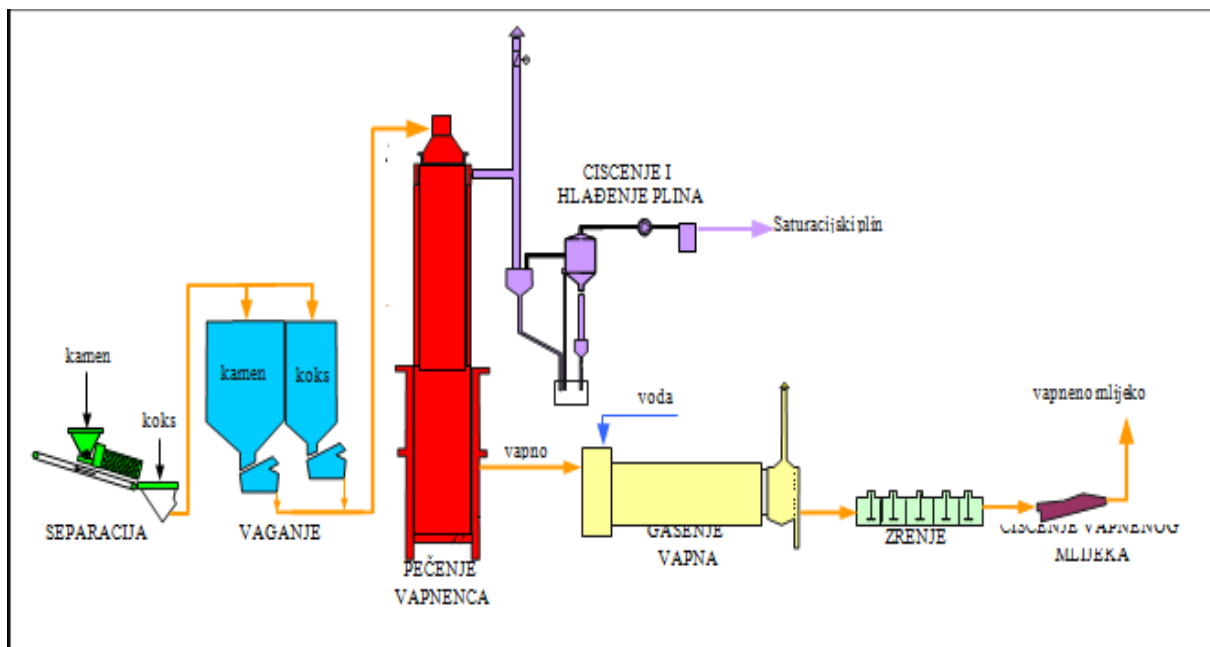 CISCENJE I
HLAĐENJE PLINA
Saturacijski plin
kamen
koks
kamen
koks
voda
vapneno mlijeko
vapno
SEPARACIJA
VAGANJE
PEČENJE
VAPNENCA
GAŠENJE
VAPNA
ZRENJE
CISCENJE VAPNENOG
MLIJEKA